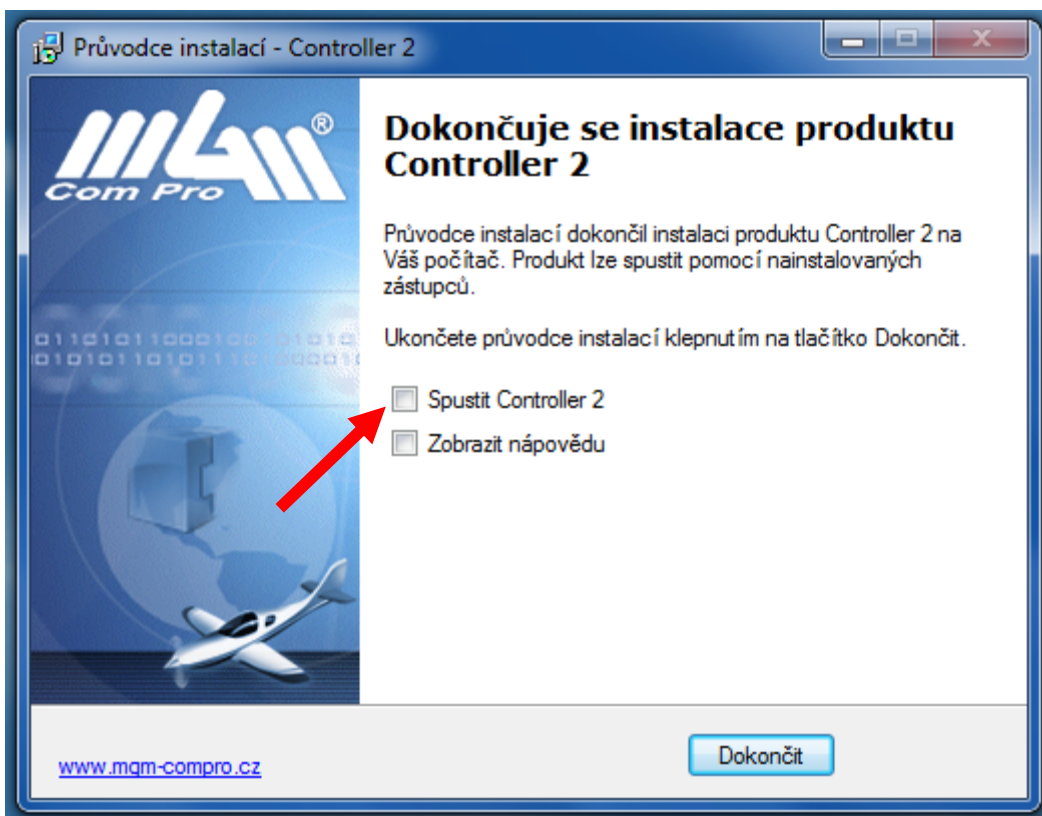 Průvodce instalací - Controller 2
mGm®
Com Pro
Dokončuje se instalace produktu
Controller 2
Průvodce instalací dokončil instalaci produktu Controller 2 na
Váš počítač. Produkt lze spustit pomocí nainstalovaných
zástupců.
Ukončete průvodce instalací klepnutím na tlačítko Dokončit.
Spustit Controller 2
Zobrazit nápovědu
www.mgm-compro.cz
Dokončit